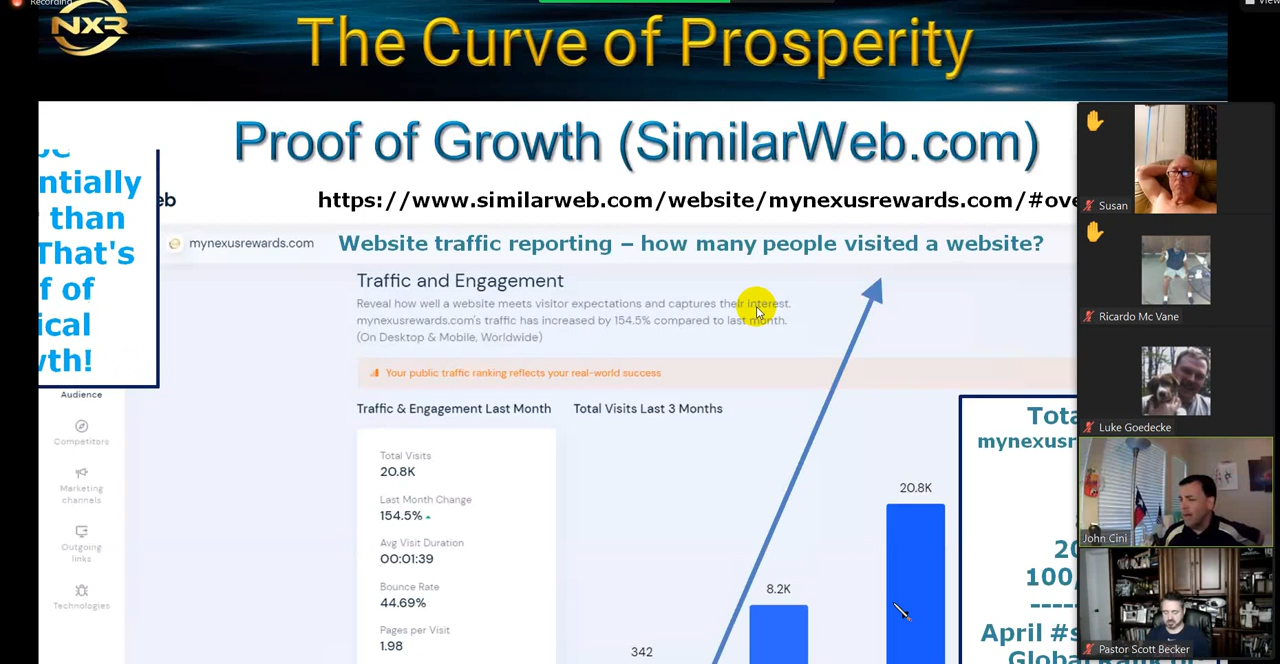 Recording
View
NXR
The Curve of Prosperity
Proof of Growth (SimilarWeb.com)
ntially
than
That's
of
ical
vth!
eb
https://www.similarweb.com/website/mynexusrewards.com/#ove
mynexusrewards.com
Website traffic reporting – how many people visited a website?
Traffic and Engagement
Reveal how well a website meets visitor expectations and captures their interest.
mynexusrewards.com's traffic has increased by 154.5% compared to last month.
(On Desktop & Mobile, Worldwide)
Your public traffic ranking reflects your real-world success
Audience
Competitors
Marketing
channels
Outgoing
links
Technologies
Traffic & Engagement Last Month
Total Visits Last 3 Months
Total Visits
20.8K
Last Month Change
154.5%
Avg Visit Duration
00:01:39
Bounce Rate
44.69%
Pages per Visit
1.98
342
8.2K
20.8K
Tota
mynexusr
20
100,
-----
April #s
Susan
Ricardo Mc Vane
Luke Goedecke
John Cini
Pastor Scott Becker